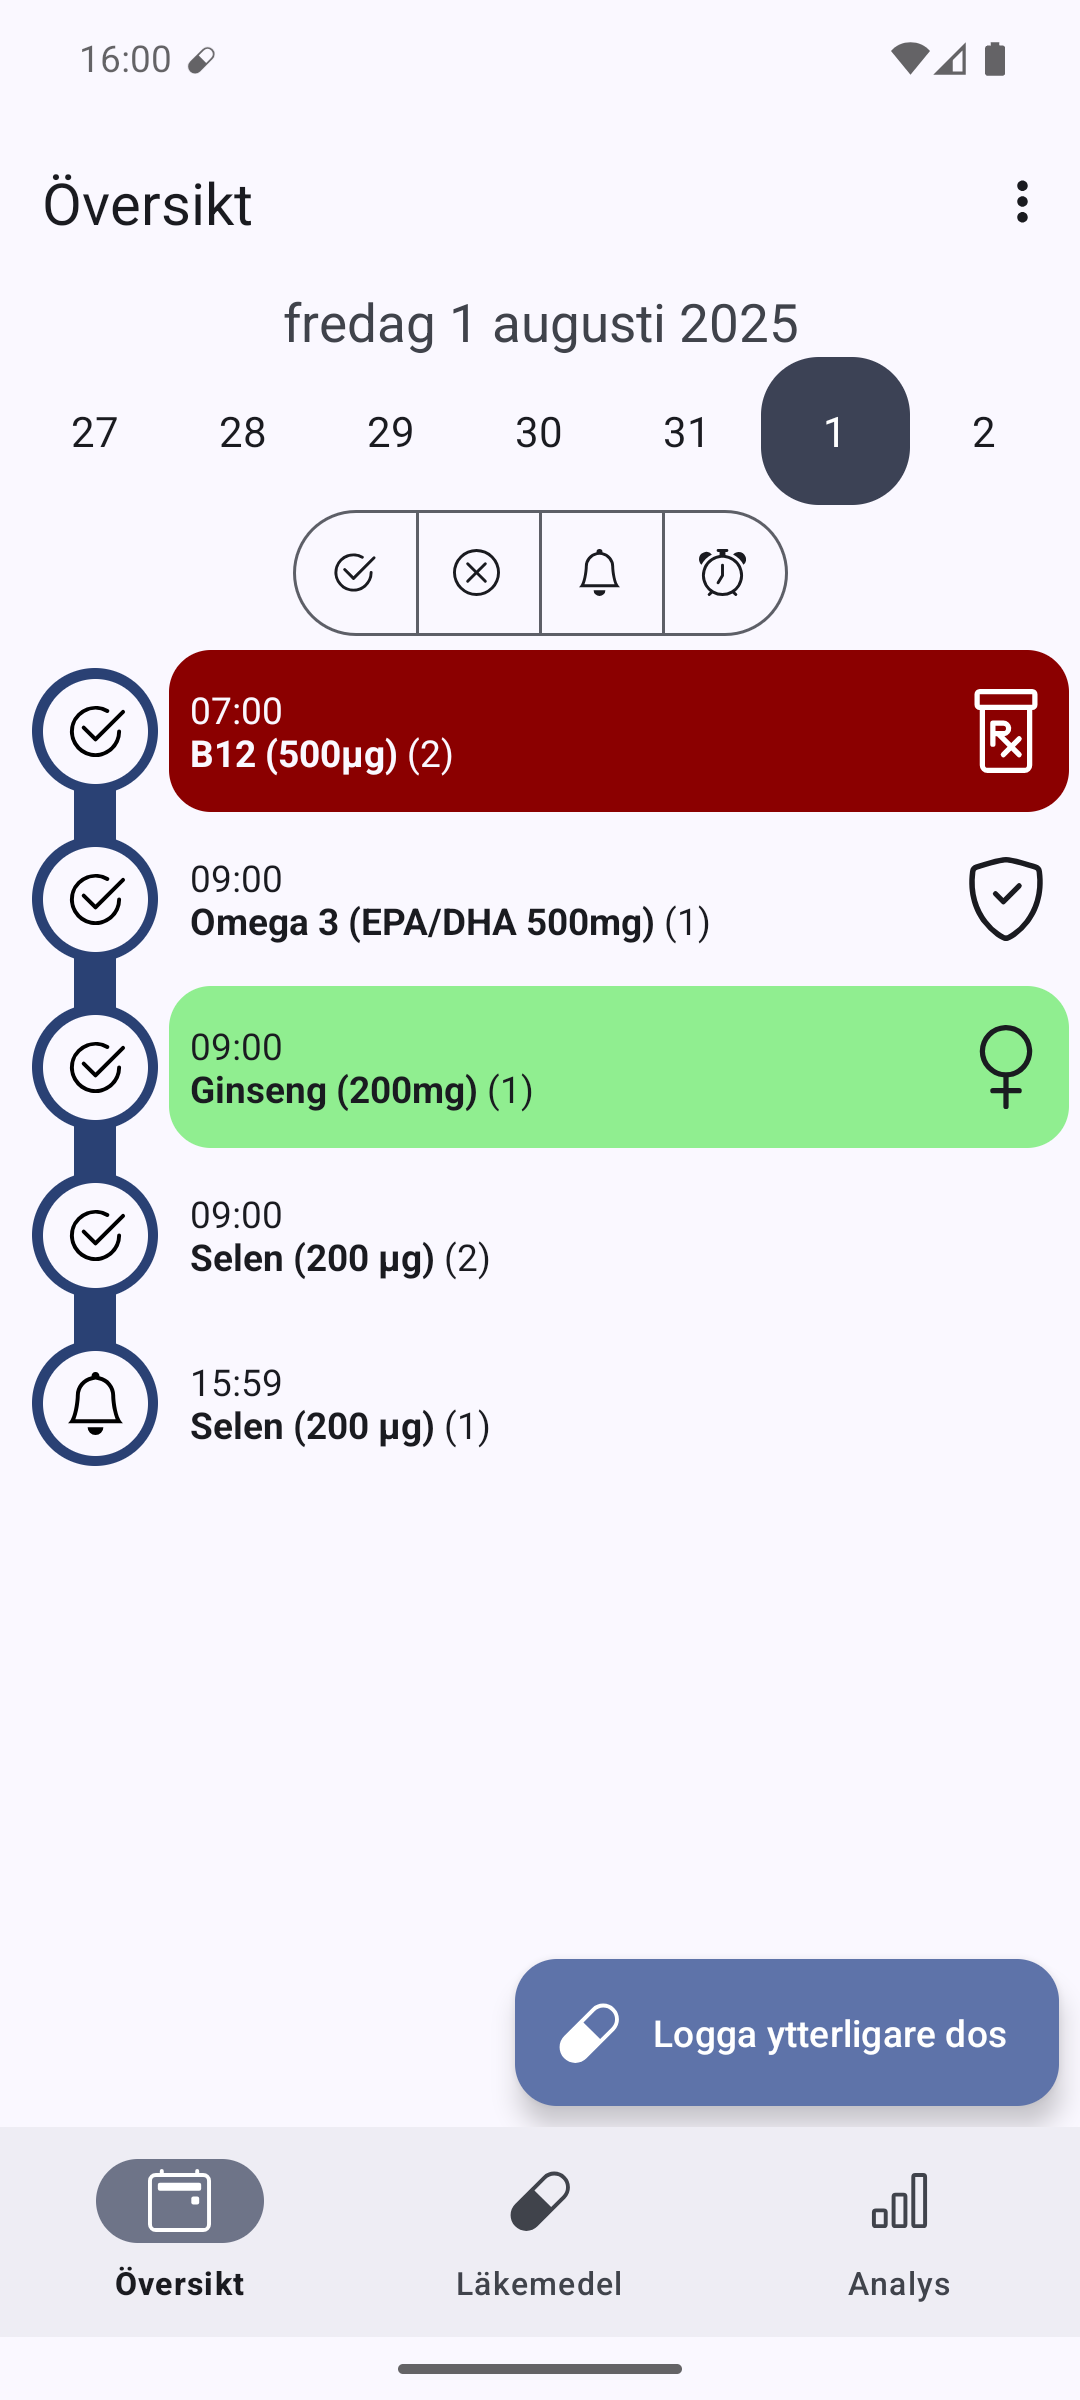 16:00
Översikt
fredag 1 augusti 2025
27 28 29 30 31 1 2
07:00
B12 (500µg) (2)
Rx
09:00
Omega 3 (EPA/DHA 500mg) (1)
09:00
Ginseng (200mg) (1)
09:00
Selen (200 µg) (2)
15:59
Selen (200 µg) (1)
Logga ytterligare dos
Översikt Läkemedel Analys